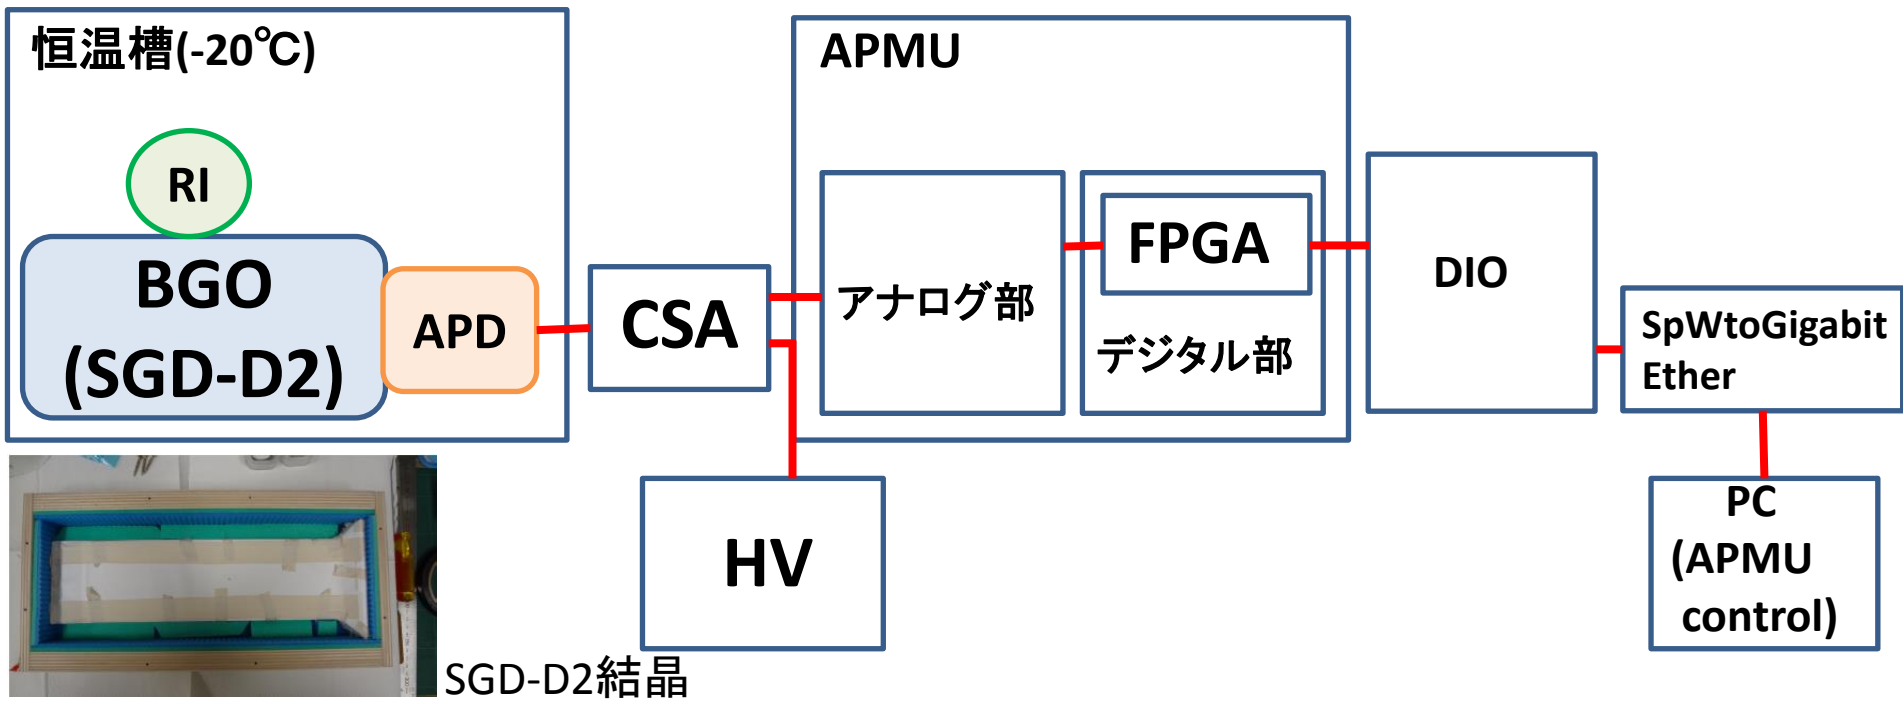 恒温槽(-20℃)
RI
BGO
(SGD-D2)
APD
CSA
HV
APMU
アナログ部
FPGA
デジタル部
DIO
SpWtoGigabit
Ether
PC
(APMU
control)
SGD-D2結晶